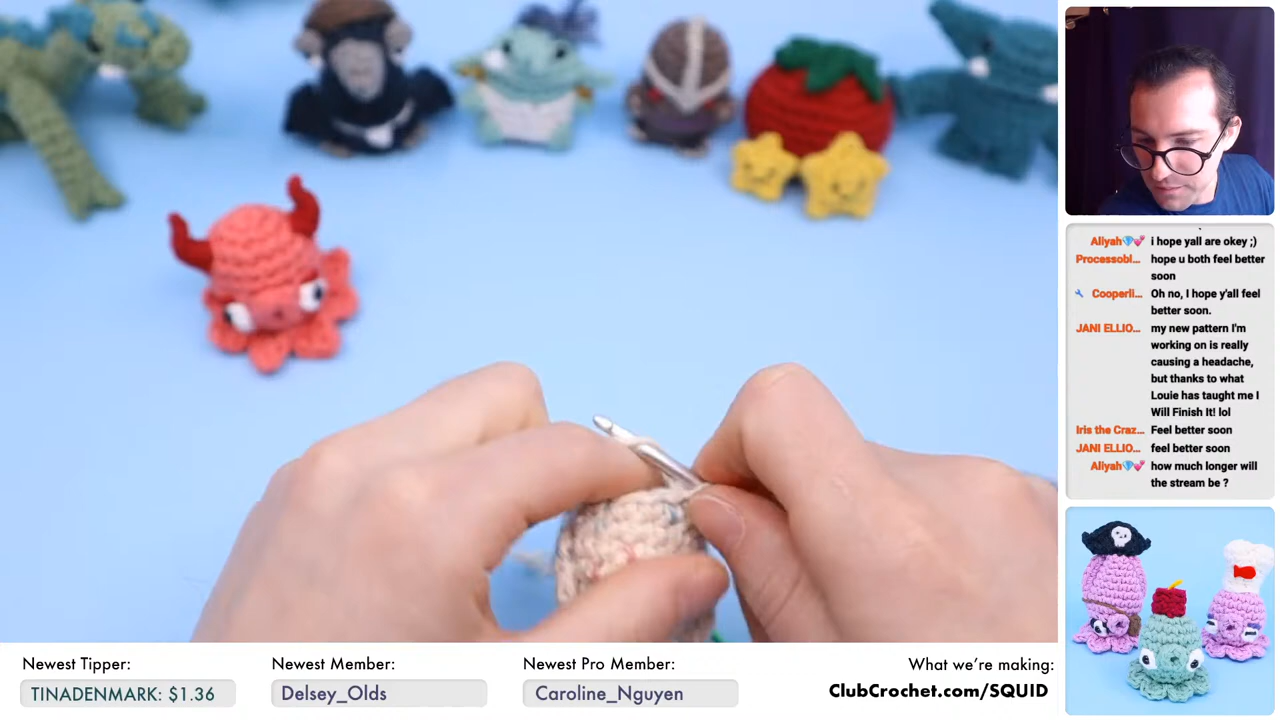 Aliyah💎💕 i hope yall are okey ;)
Processobl... hope u both feel better
soon
Cooperli... Oh no, I hope y'all feel
better soon.
JANI ELLIO... my new pattern I'm
working on is really
causing a headache,
but thanks to what
Louie has taught me I
Will Finish It! lol
Iris the Craz... Feel better soon
JANI ELLIO... feel better soon
Aliyah💎💕 how much longer will
the stream be ?
Newest Tipper:
TINADENMARK: $1.36
Newest Member:
Delsey_Olds
Newest Pro Member:
Caroline_Nguyen
What we're making:
ClubCrochet.com/SQUID